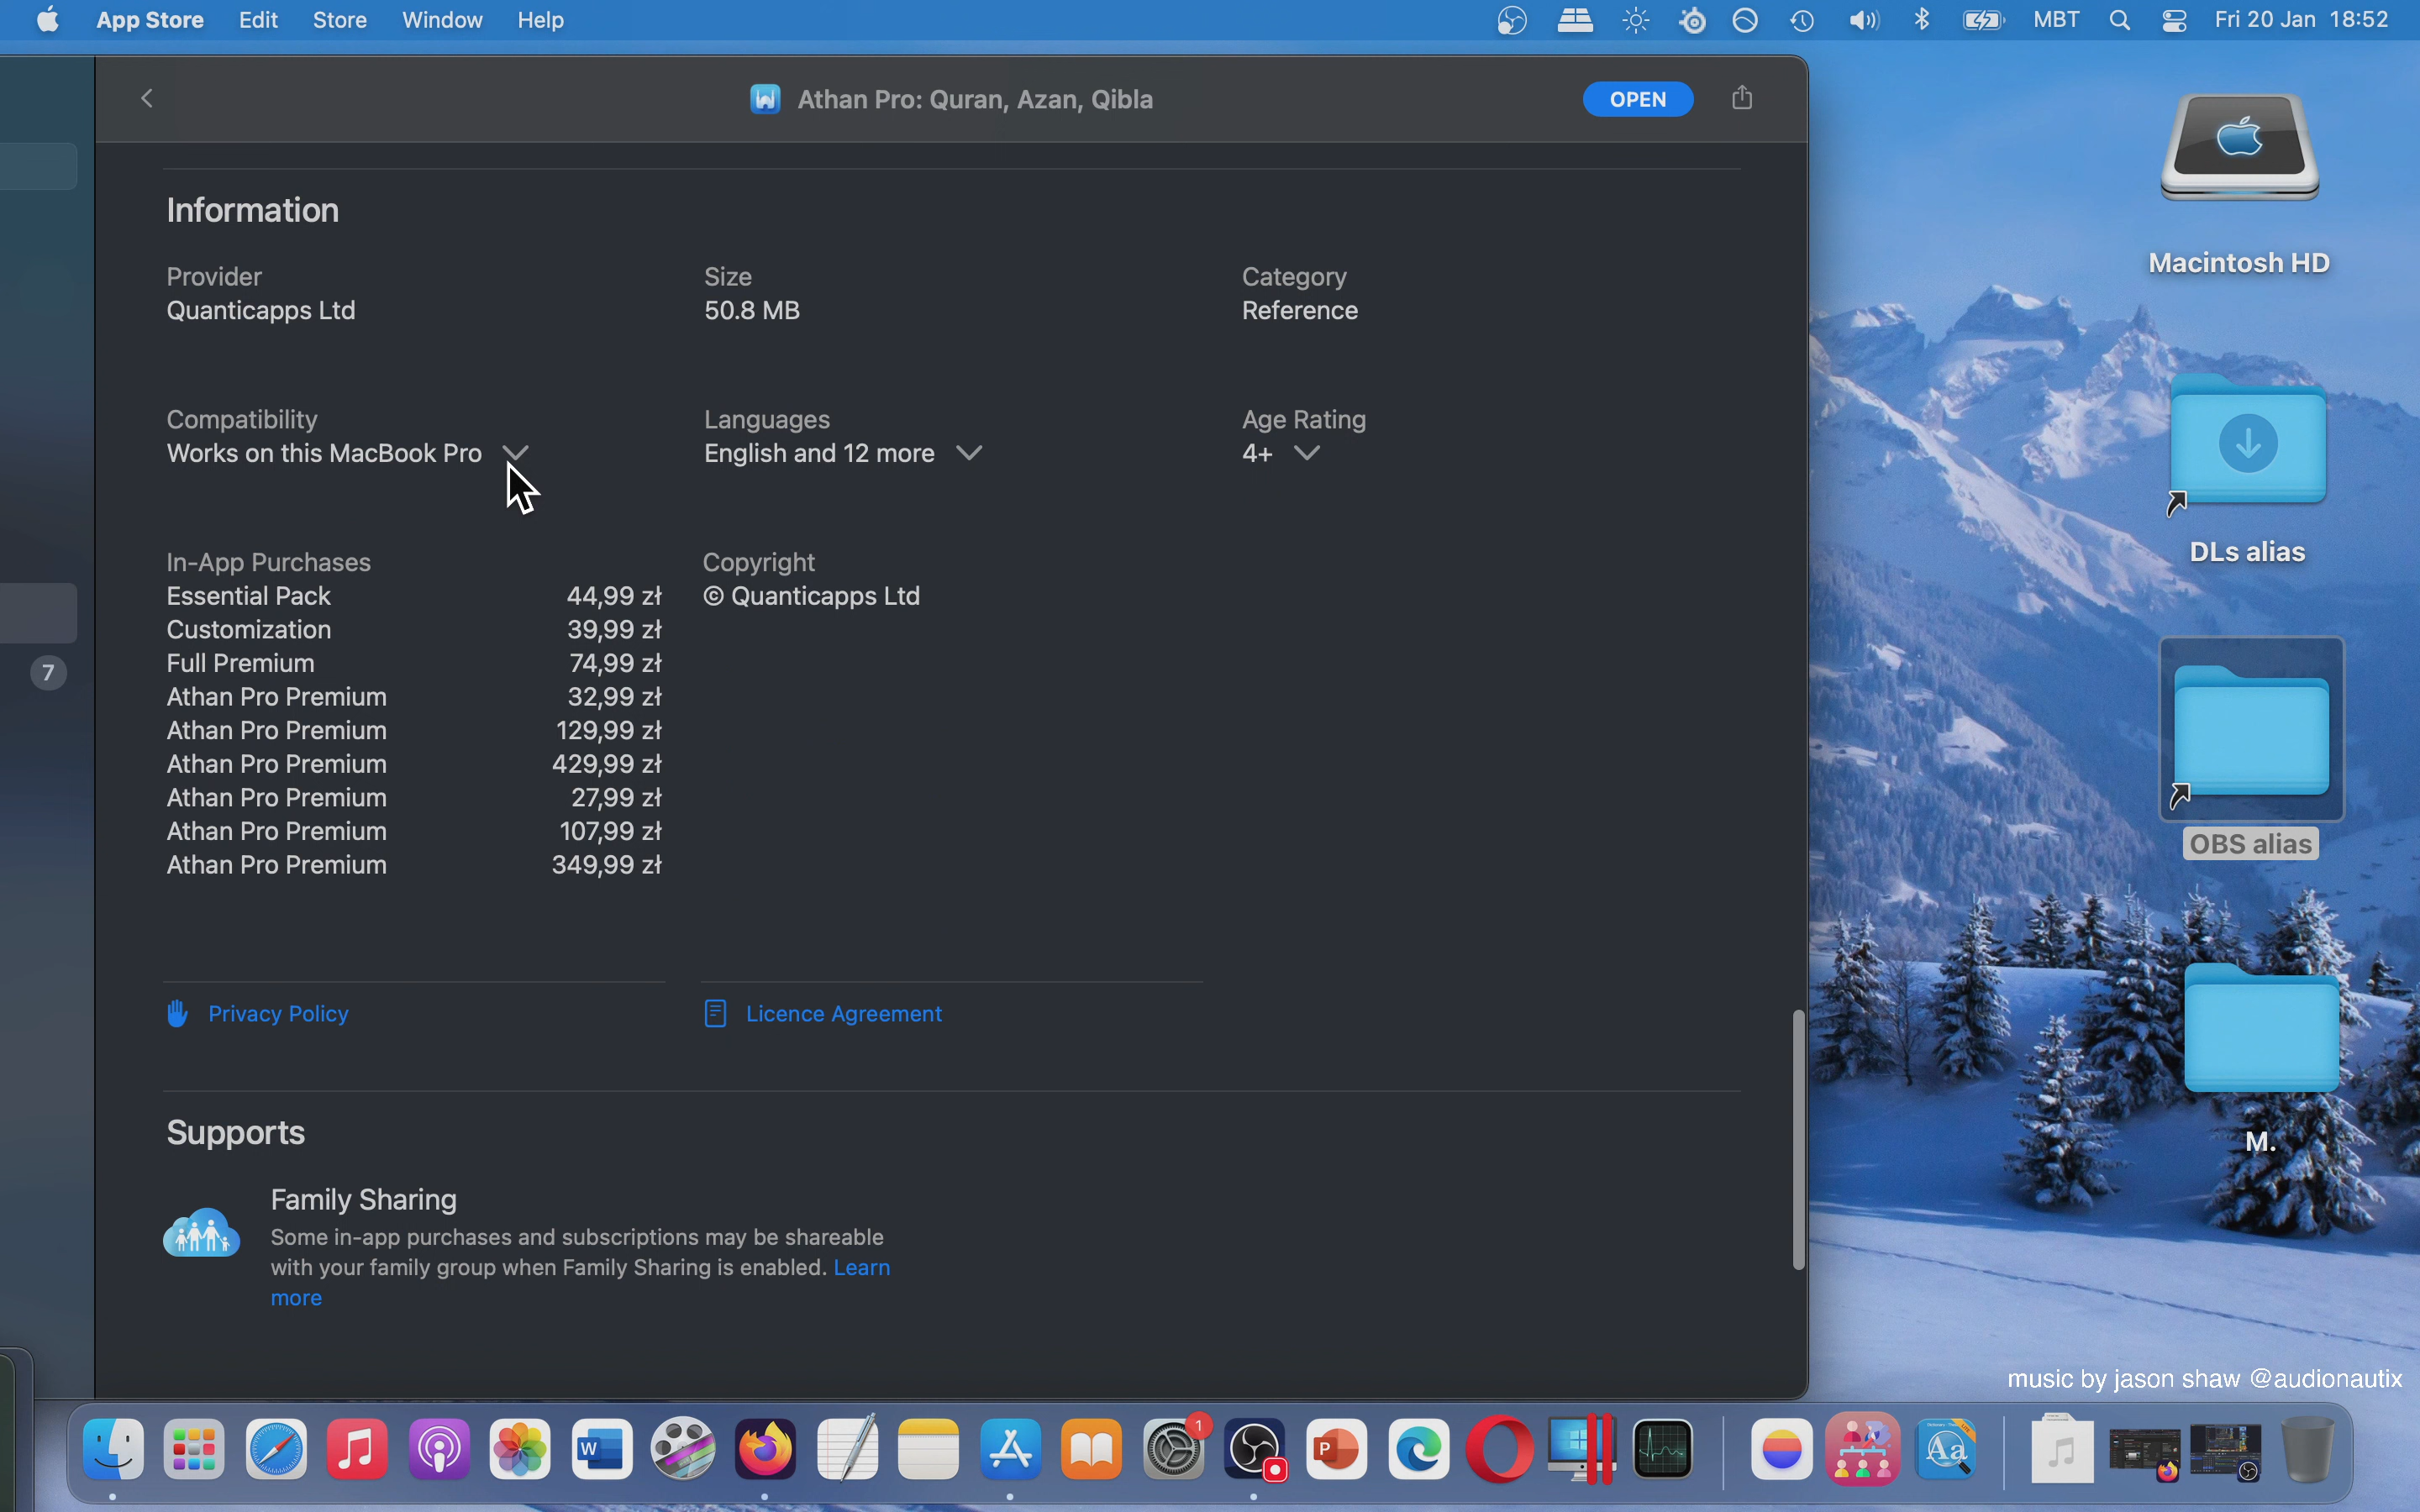 App Store Edit Store Window Help
MBT Fri 20 Jan 18:52
Athan Pro: Quran, Azan, Qibla
OPEN
Information
Provider
Quanticapps Ltd
Size
50.8 MB
Category
Reference
Compatibility
Works on this MacBook Pro
Languages
English and 12 more
Age Rating
4+
In-App Purchases
Essential Pack 44,99 zł
Customization 39,99 zł
Full Premium 74,99 zł
Athan Pro Premium 32,99 zł
Athan Pro Premium 129,99 zł
Athan Pro Premium 429,99 zł
Athan Pro Premium 27,99 zł
Athan Pro Premium 107,99 zł
Athan Pro Premium 349,99 zł
Copyright
© Quanticapps Ltd
7
Privacy Policy
Licence Agreement
Supports
Family Sharing
Some in-app purchases and subscriptions may be shareable
with your family group when Family Sharing is enabled. Learn
more
Macintosh HD
DLs alias
OBS alias
M.
music by jason shaw @audionautix
W
1
P
Aa